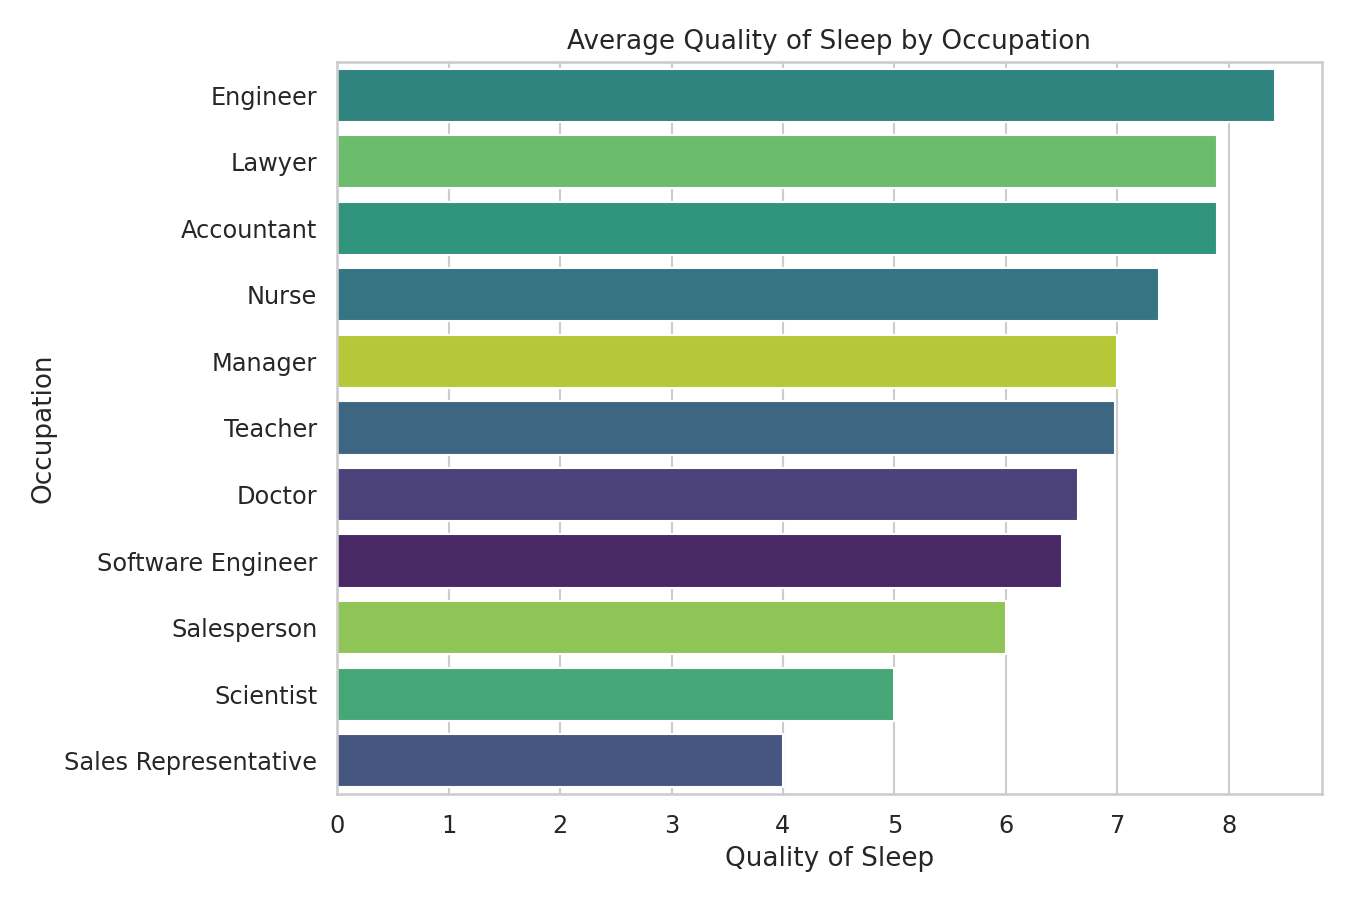 Average Quality of Sleep by Occupation
Engineer
Lawyer
Accountant
Nurse
Manager
Teacher
Doctor
Software Engineer
Salesperson
Scientist
Sales Representative
Occupation
0 1 2 3 4 5 6 7 8
Quality of Sleep